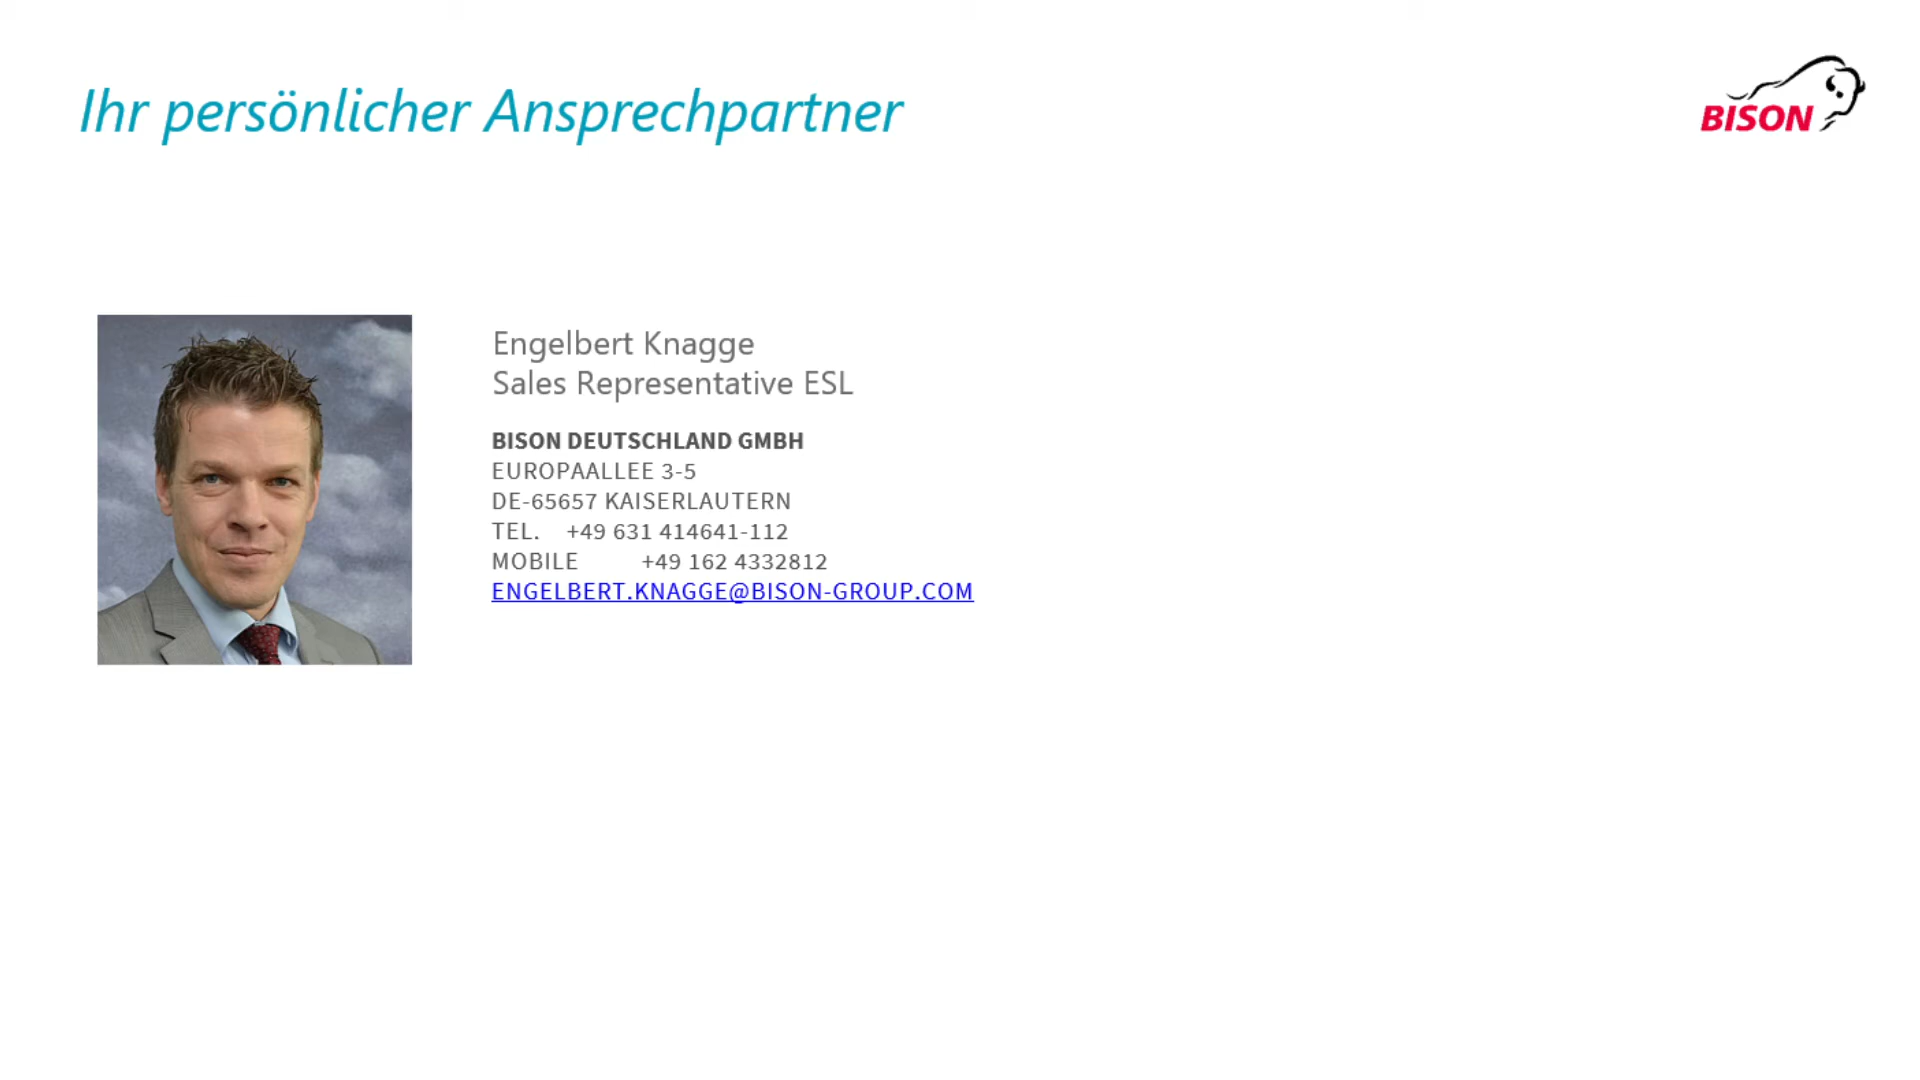 Ihr persönlicher Ansprechpartner
BISON
Engelbert Knagge
Sales Representative ESL
BISON DEUTSCHLAND GMBH
EUROPAALLEE 3-5
DE-65657 KAISERLAUTERN
TEL. +49 631 414641-112
MOBILE +49 162 4332812
ENGELBERT.KNAGGE@BISON-GROUP.COM